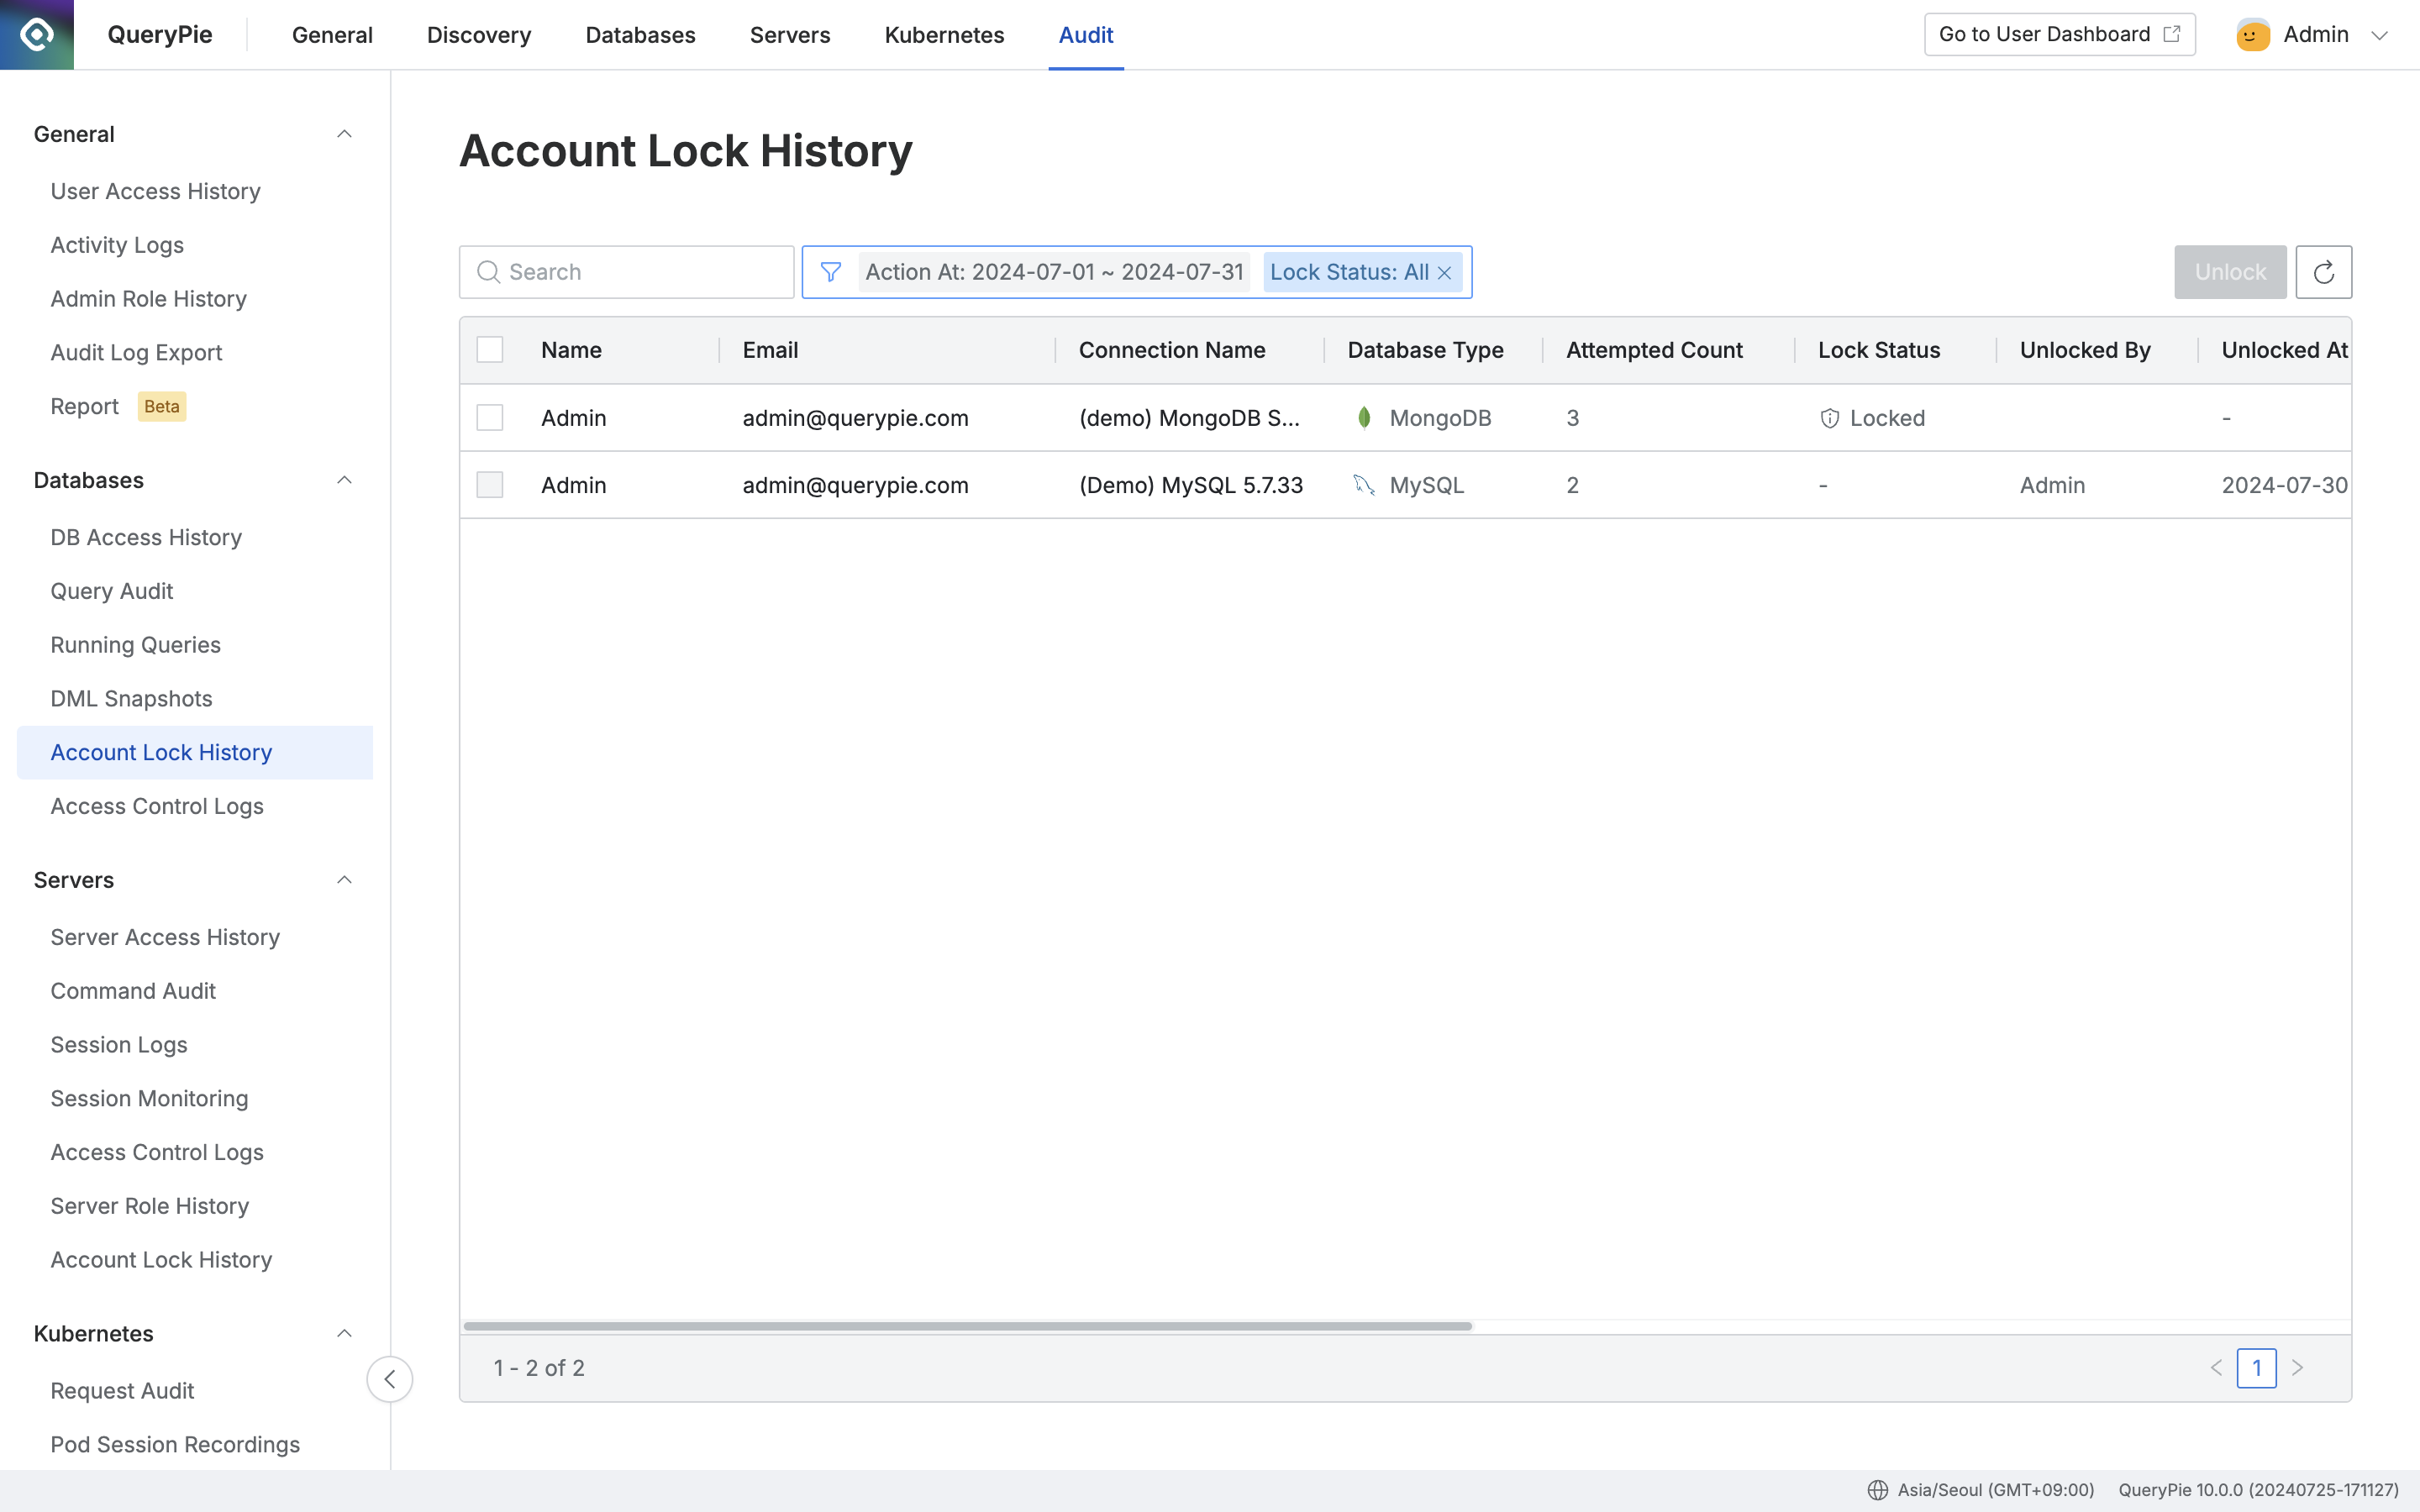 QueryPie
General
Discovery
Databases
Servers
Kubernetes
Audit
Go to User Dashboard
Admin
General
User Access History
Activity Logs
Admin Role History
Audit Log Export
Report Beta
Databases
DB Access History
Query Audit
Running Queries
DML Snapshots
Account Lock History
Access Control Logs
Servers
Server Access History
Command Audit
Session Logs
Session Monitoring
Access Control Logs
Server Role History
Account Lock History
Kubernetes
Request Audit
Pod Session Recordings
Account Lock History
Search
Action At: 2024-07-01 ~ 2024-07-31
Lock Status: All
Unlock
Name Email Connection Name Database Type Attempted Count Lock Status Unlocked By Unlocked At
Admin admin@querypie.com (demo) MongoDB S... MongoDB 3 Locked -
Admin admin@querypie.com (Demo) MySQL 5.7.33 MySQL 2 - Admin 2024-07-30
1 - 2 of 2
1
Asia/Seoul (GMT+09:00) QueryPie 10.0.0 (20240725-171127)